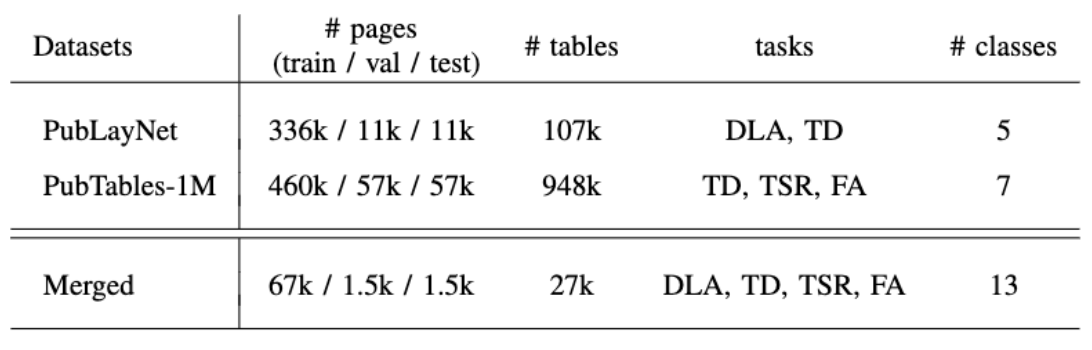 Datasets # pages (train / val / test) # tables tasks # classes
PubLayNet 336k / 11k / 11k 107k DLA, TD 5
PubTables-1M 460k / 57k / 57k 948k TD, TSR, FA 7
Merged 67k / 1.5k / 1.5k 27k DLA, TD, TSR, FA 13